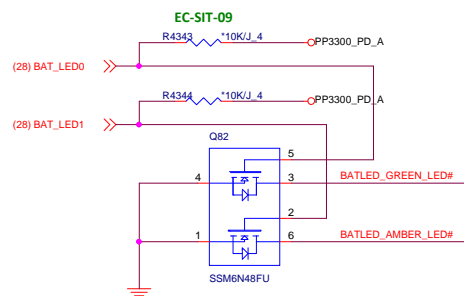 EC-SIT-09
R4343 *10K/J_4
PP3300_PD_A
(28) BAT_LED0
R4344 *10K/J_4
PP3300_PD_A
(28) BAT_LED1
Q82
5
4 3 BATLED_GREEN_LED#
2
1 6 BATLED_AMBER_LED#
SSM6N48FU